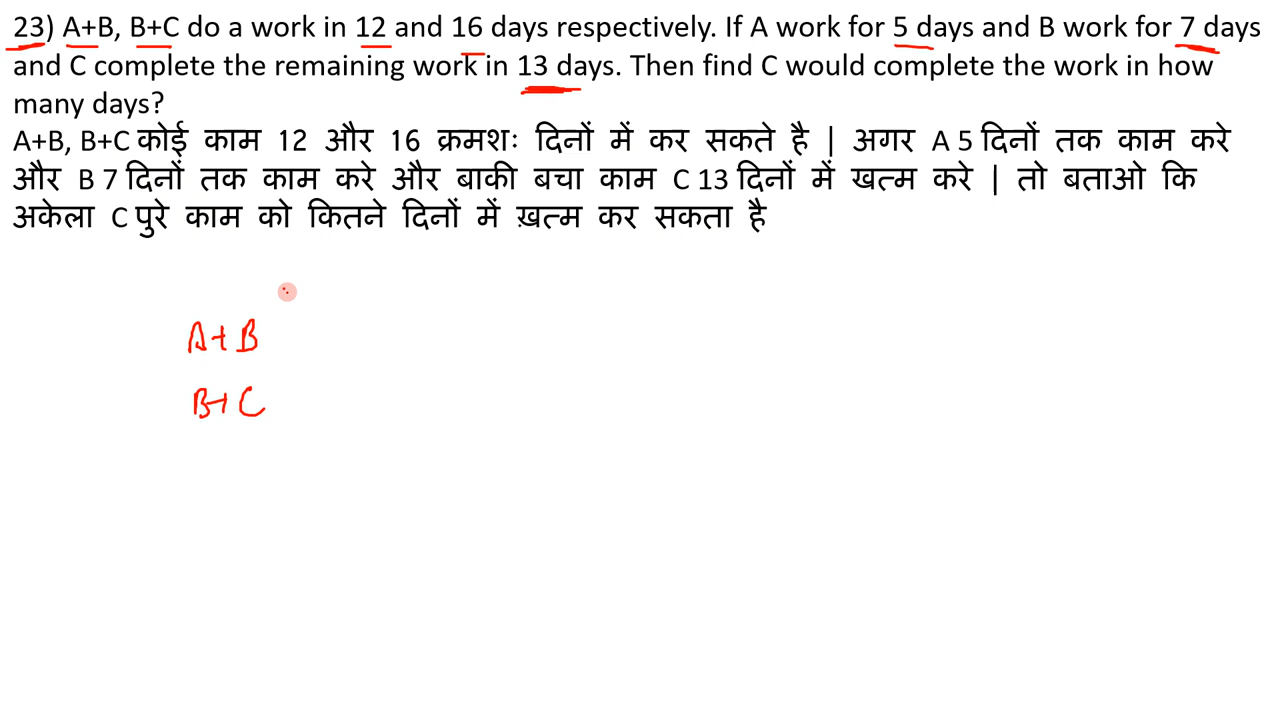 23) A+B, B+C do a work in 12 and 16 days respectively. If A work for 5 days and B work for 7 days
and C complete the remaining work in 13 days. Then find C would complete the work in how
many days?
A+B, B+C कोई काम 12 और 16 क्रमशः दिनों में कर सकते है | अगर A 5 दिनों तक काम करे
और B 7 दिनों तक काम करे और बाकी बचा काम C 13 दिनों में खत्म करे | तो बताओ कि
अकेला C पुरे काम को कितने दिनों में ख़त्म कर सकता है
A+B
B+C